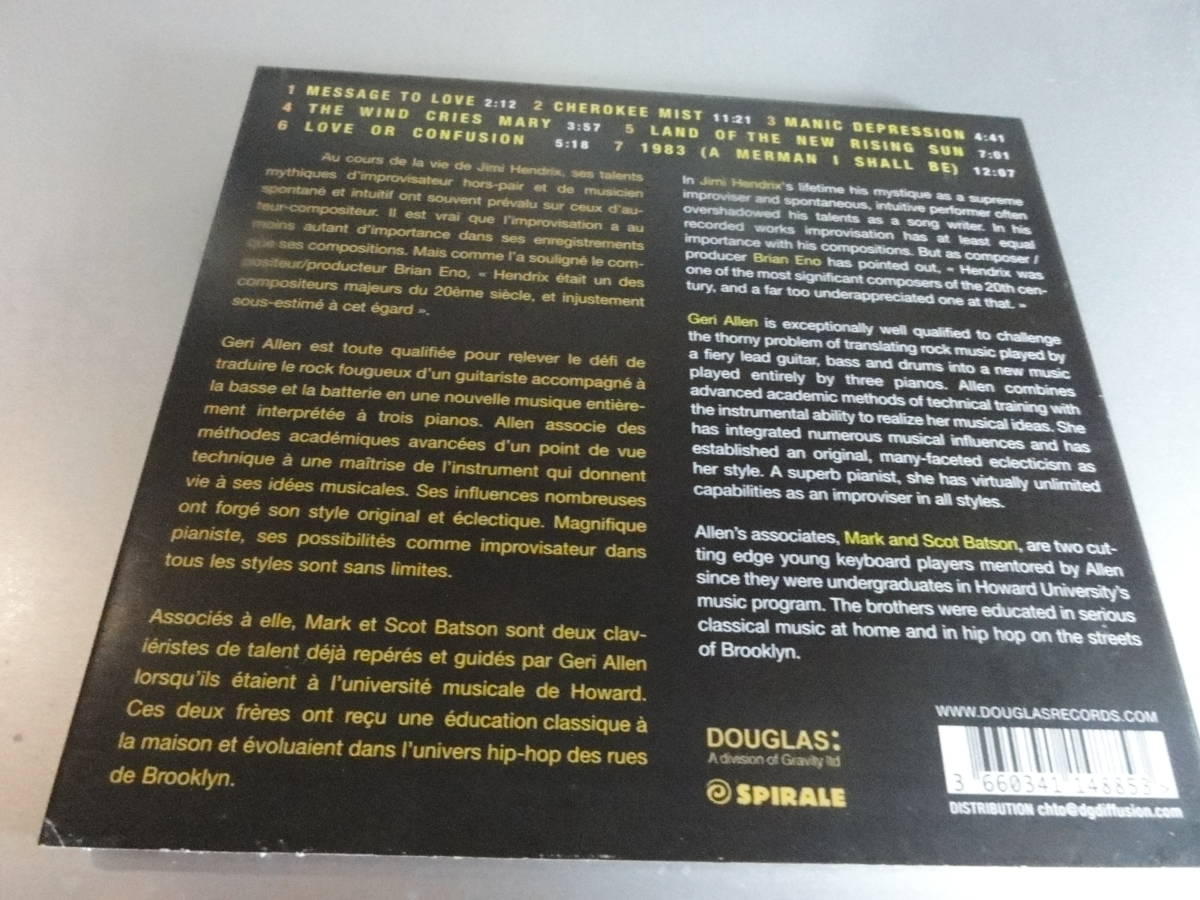 1 MESSAGE TO LOVE 2:12 2 CHEROKEE MIST 11:21 3 MANIC DEPRESSION 4:41
4 THE WIND CRIES MARY 3:57 5 LAND OF THE NEW RISING SUN 7:01
6 LOVE OR CONFUSION 5:18 7 1983 (A MERMAN I SHALL BE) 12:07
Au cours de la vie de Jimi Hendrix, ses talents
mythiques d'improvisateur hors-pair et de musicien
spontané et intuitif ont souvent prévalu sur ceux d'au-
teur-compositeur. Il est vrai que l'improvisation a au
moins autant d'importance dans ses enregistrements
que ses compositions. Mais comme l'a souligné le com-
positeur/producteur Brian Eno, « Hendrix était un des
compositeurs majeurs du 20ème siècle, et injustement
sous-estimé à cet égard ».
Geri Allen est toute qualifiée pour relever le défi de
traduire le rock fougueux d'un guitariste accompagné à
la basse et la batterie en une nouvelle musique entière-
ment interprétée à trois pianos. Allen associe des
méthodes académiques avancées d'un point de vue
technique à une maîtrise de l'instrument qui donnent
vie à ses idées musicales. Ses influences nombreuses
ont forgé son style original et éclectique. Magnifique
pianiste, ses possibilités comme improvisateur dans
tous les styles sont sans limites.
Associés à elle, Mark et Scot Batson sont deux clav-
iéristes de talent déjà repérés et guidés par Geri Allen
lorsqu'ils étaient à l'université musicale de Howard.
Ces deux frères ont reçu une éducation classique à
la maison et évoluaient dans l'univers hip-hop des rues
de Brooklyn.
In Jimi Hendrix's lifetime his mystique as a supreme
improviser and spontaneous, intuitive performer often
overshadowed his talents as a song writer. In his
recorded works improvisation has at least equal
importance with his compositions. But as composer /
producer Brian Eno has pointed out, « Hendrix was
one of the most significant composers of the 20th cen-
tury, and a far too underappreciated one at that. »
Geri Allen is exceptionally well qualified to challenge
the thorny problem of translating rock music played by
a fiery lead guitar, bass and drums into a new music
played entirely by three pianos. Allen combines
advanced academic methods of technical training with
the instrumental ability to realize her musical ideas. She
has integrated numerous musical influences and has
established an original, many-faceted eclecticism as
her style. A superb pianist, she has virtually unlimited
capabilities as an improviser in all styles.
Allen's associates, Mark and Scot Batson, are two cut-
ting edge young keyboard players mentored by Allen
since they were undergraduates in Howard University's
music program. The brothers were educated in serious
classical music at home and in hip hop on the streets
of Brooklyn.
DOUGLAS:
A division of Gravity ltd
SPIRALE
WWW.DOUGLASRECORDS.COM
3 660341 148853 >
DISTRIBUTION chto@dgdiffusion.com